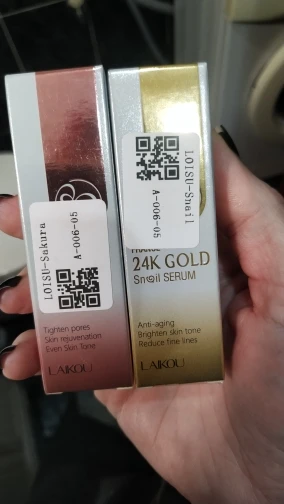 LOISU-Sakura
A-006-05
Tighten pores
Skin rejuvenation
Even Skin Tone
LAIKOU
LOISU-Snail
A-006-05
24K GOLD
Snail SERUM
Anti-aging
Brighten skin tone
Reduce fine lines
LAIKOU